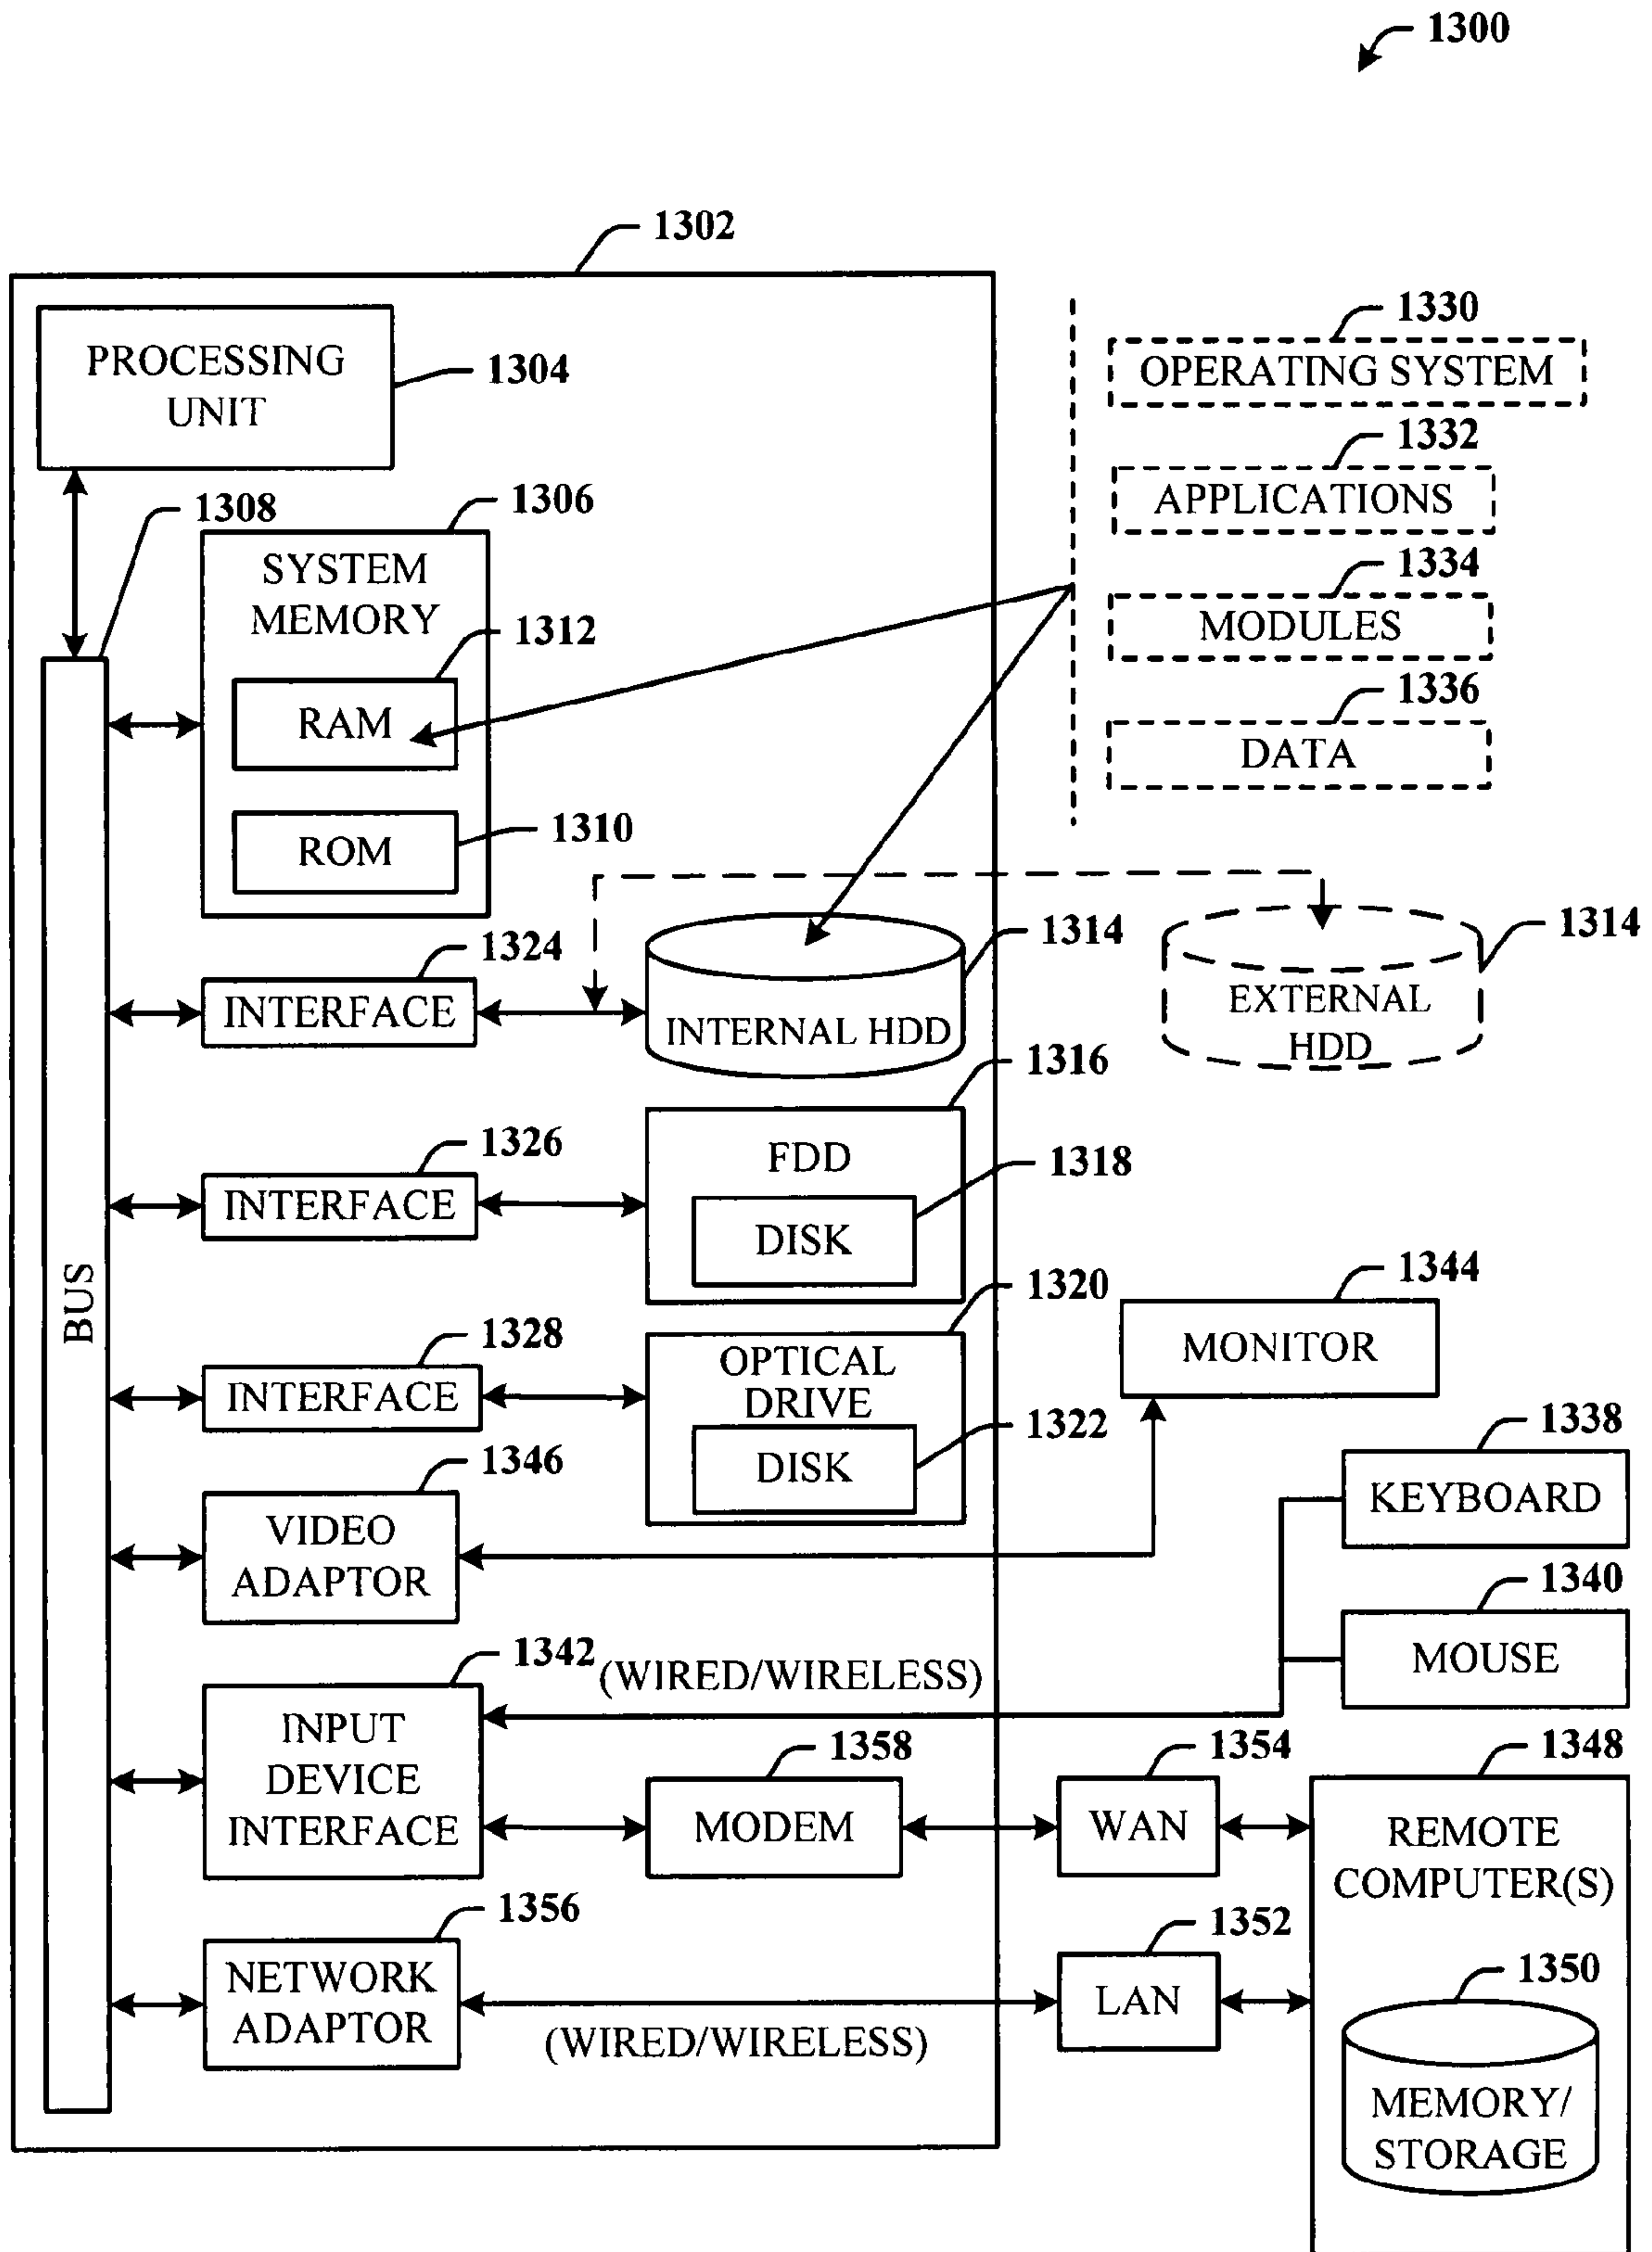 1300
1302
PROCESSING
UNIT
1304
1308
1306
SYSTEM
MEMORY
1312
RAM
ROM
1310
1330
OPERATING SYSTEM
1332
APPLICATIONS
1334
MODULES
1336
DATA
BUS
1324
INTERFACE
INTERNAL HDD
1314
EXTERNAL
HDD
1314
1326
INTERFACE
1316
FDD
1318
DISK
1328
INTERFACE
1320
OPTICAL
DRIVE
1322
DISK
1344
MONITOR
1346
VIDEO
ADAPTOR
1338
KEYBOARD
1340
MOUSE
1342
(WIRED/WIRELESS)
INPUT
DEVICE
INTERFACE
1358
MODEM
1354
WAN
1348
REMOTE
COMPUTER(S)
1356
NETWORK
ADAPTOR
(WIRED/WIRELESS)
1352
LAN
1350
MEMORY/
STORAGE